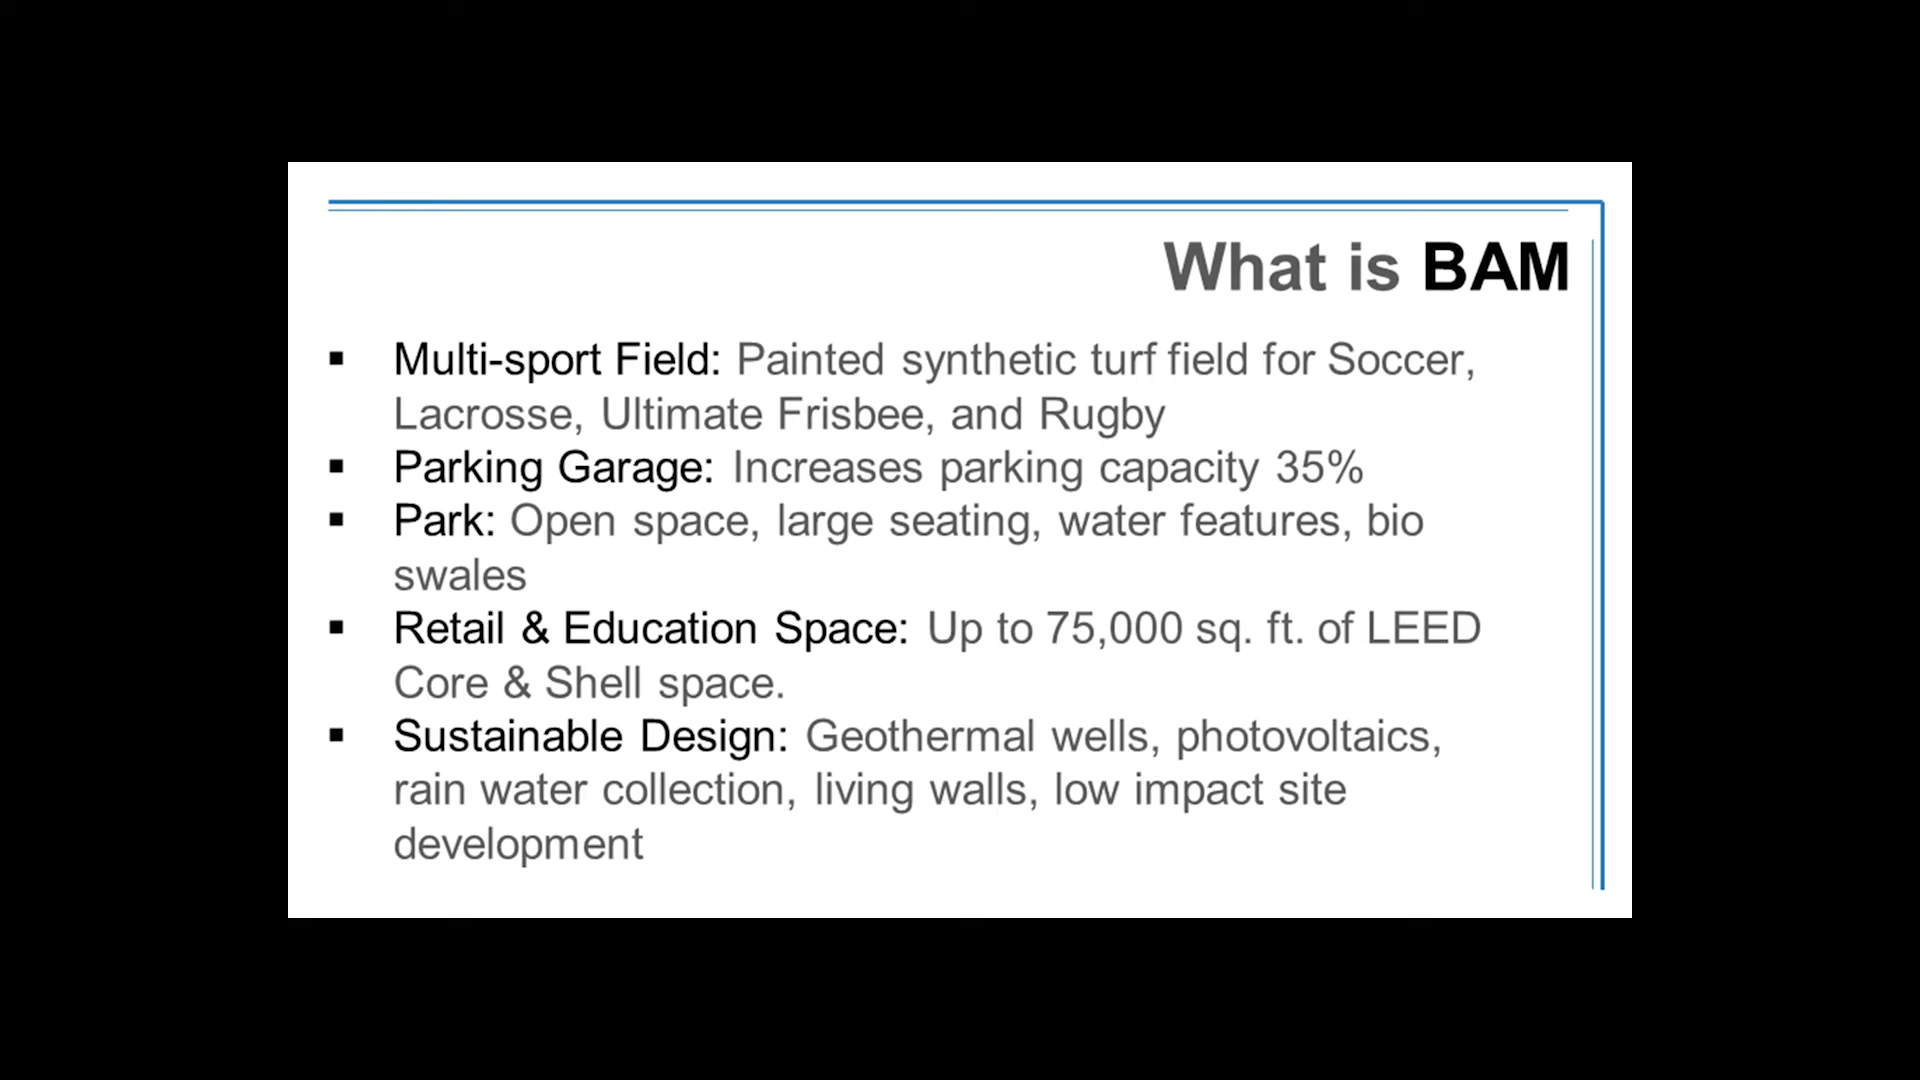 What is BAM
▪ Multi-sport Field: Painted synthetic turf field for Soccer,
Lacrosse, Ultimate Frisbee, and Rugby
▪ Parking Garage: Increases parking capacity 35%
▪ Park: Open space, large seating, water features, bio
swales
▪ Retail & Education Space: Up to 75,000 sq. ft. of LEED
Core & Shell space.
▪ Sustainable Design: Geothermal wells, photovoltaics,
rain water collection, living walls, low impact site
development